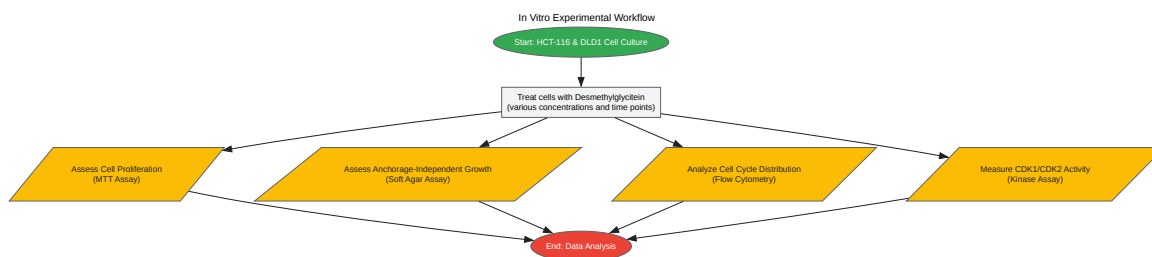 In Vitro Experimental Workflow
Start: HCT-116 & DLD1 Cell Culture
Treat cells with Desmethylglycitein
(various concentrations and time points)
Assess Cell Proliferation
(MTT Assay)
Assess Anchorage-Independent Growth
(Soft Agar Assay)
Analyze Cell Cycle Distribution
(Flow Cytometry)
Measure CDK1/CDK2 Activity
(Kinase Assay)
End: Data Analysis